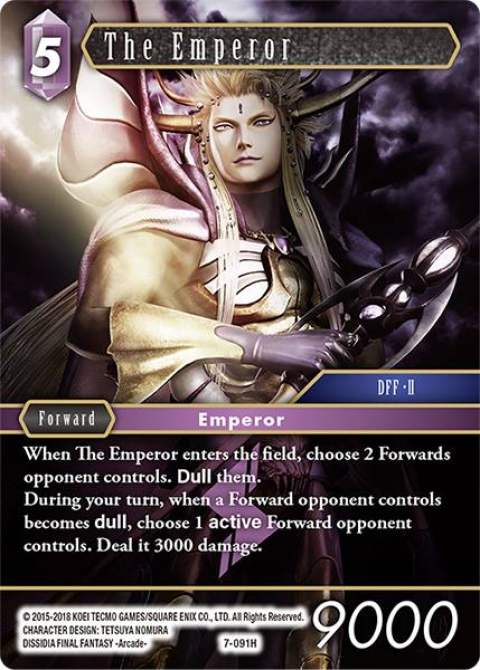 5
The Emperor
DFF · II
Forward
Emperor
When The Emperor enters the field, choose 2 Forwards
opponent controls. Dull them.
During your turn, when a Forward opponent controls
becomes dull, choose 1 active Forward opponent
controls. Deal it 3000 damage.
© 2015-2018 KOEI TECMO GAMES/SQUARE ENIX CO., LTD. All Rights Reserved.
CHARACTER DESIGN: TETSUYA NOMURA
DISSIDIA FINAL FANTASY -Arcade-
7-091H
9000